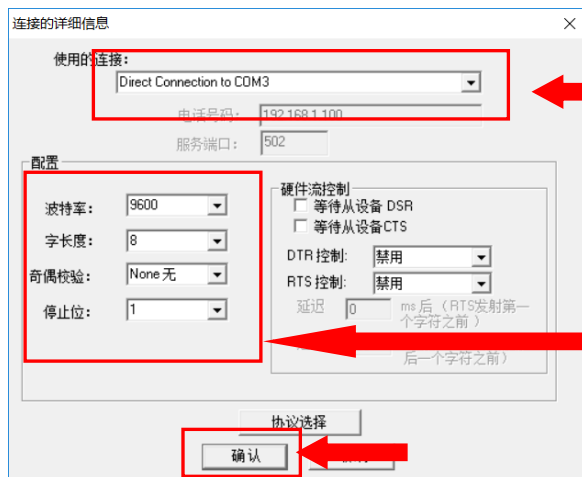 连接的详细信息
使用的连接:
Direct Connection to COM3
电话号码: 192.168.1.100
服务端口: 502
配置
波特率: 9600
字长度: 8
奇偶校验: None 无
停止位: 1
硬件流控制
等待从设备 DSR
等待从设备CTS
DTR 控制: 禁用
RTS 控制: 禁用
延迟 0 ms 后（RTS发射第一
个字符之前）
后一个字符之前）
协议选择
确认